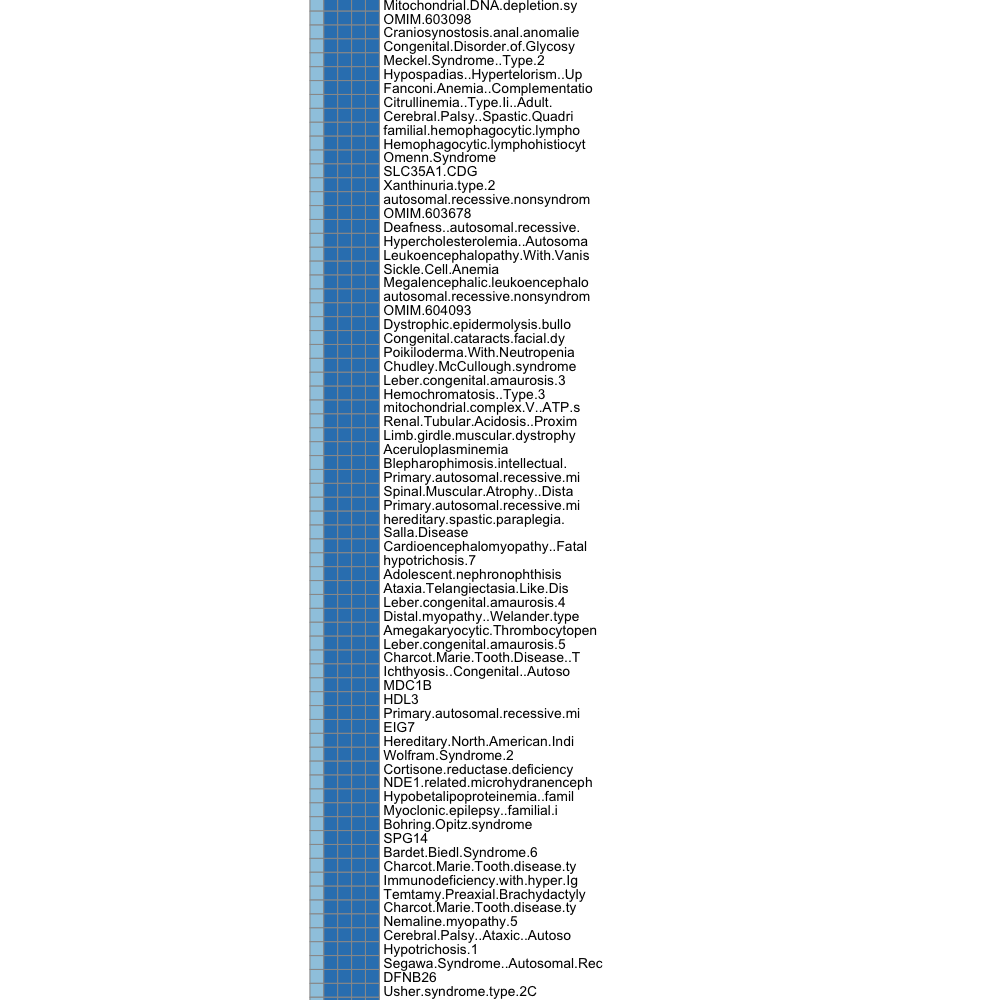 Mitochondrial.DNA.depletion.sy
OMIM.603098
Craniosynostosis.anal.anomalie
Congenital.Disorder.of.Glycosy
Meckel.Syndrome..Type.2
Hypospadias..Hypertelorism..Up
Fanconi.Anemia..Complementatio
Citrullinemia..Type.Ii..Adult.
Cerebral.Palsy..Spastic.Quadri
familial.hemophagocytic.lympho
Hemophagocytic.lymphohistiocyt
Omenn.Syndrome
SLC35A1.CDG
Xanthinuria.type.2
autosomal.recessive.nonsyndrom
OMIM.603678
Deafness..autosomal.recessive.
Hypercholesterolemia..Autosoma
Leukoencephalopathy.With.Vanis
Sickle.Cell.Anemia
Megalencephalic.leukoencephalo
autosomal.recessive.nonsyndrom
OMIM.604093
Dystrophic.epidermolysis.bullo
Congenital.cataracts.facial.dy
Poikiloderma.With.Neutropenia
Chudley.McCullough.syndrome
Leber.congenital.amaurosis.3
Hemochromatosis..Type.3
mitochondrial.complex.V..ATP.s
Renal.Tubular.Acidosis..Proxim
Limb.girdle.muscular.dystrophy
Aceruloplasminemia
Blepharophimosis.intellectual.
Primary.autosomal.recessive.mi
Spinal.Muscular.Atrophy..Dista
Primary.autosomal.recessive.mi
hereditary.spastic.paraplegia.
Salla.Disease
Cardioencephalomyopathy..Fatal
hypotrichosis.7
Adolescent.nephronophthisis
Ataxia.Telangiectasia.Like.Dis
Leber.congenital.amaurosis.4
Distal.myopathy..Welander.type
Amegakaryocytic.Thrombocytopen
Leber.congenital.amaurosis.5
Charcot.Marie.Tooth.Disease..T
Ichthyosis..Congenital..Autoso
MDC1B
HDL3
Primary.autosomal.recessive.mi
EIG7
Hereditary.North.American.Indi
Wolfram.Syndrome.2
Cortisone.reductase.deficiency
NDE1.related.microhydranenceph
Hypobetalipoproteinemia..famil
Myoclonic.epilepsy..familial.i
Bohring.Opitz.syndrome
SPG14
Bardet.Biedl.Syndrome.6
Charcot.Marie.Tooth.disease.ty
Immunodeficiency.with.hyper.Ig
Temtamy.Preaxial.Brachydactyly
Charcot.Marie.Tooth.disease.ty
Nemaline.myopathy.5
Cerebral.Palsy..Ataxic..Autoso
Hypotrichosis.1
Segawa.Syndrome..Autosomal.Rec
DFNB26
Usher.syndrome.type.2C